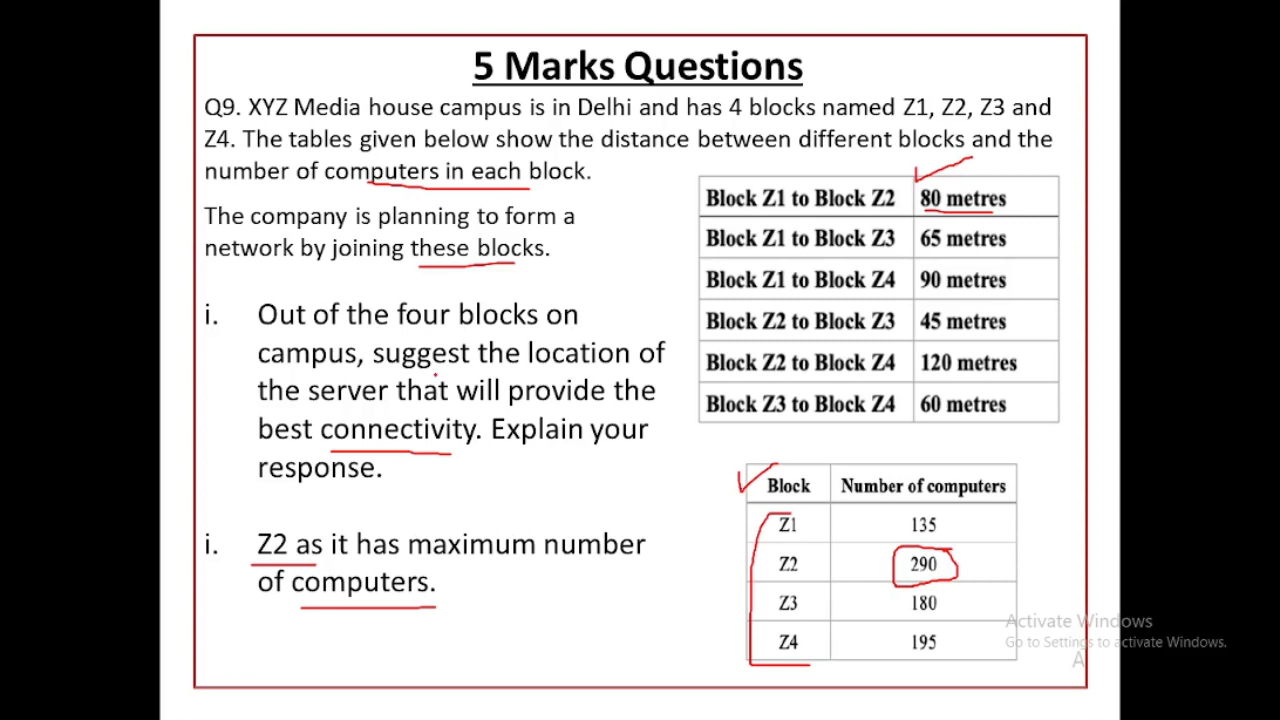 5 Marks Questions
Q9. XYZ Media house campus is in Delhi and has 4 blocks named Z1, Z2, Z3 and
Z4. The tables given below show the distance between different blocks and the
number of computers in each block.
The company is planning to form a
network by joining these blocks.
Block Z1 to Block Z2 80 metres
Block Z1 to Block Z3 65 metres
Block Z1 to Block Z4 90 metres
Block Z2 to Block Z3 45 metres
Block Z2 to Block Z4 120 metres
Block Z3 to Block Z4 60 metres
i. Out of the four blocks on
campus, suggest the location of
the server that will provide the
best connectivity. Explain your
response.
i. Z2 as it has maximum number
of computers.
Block Number of computers
Z1 135
Z2 290
Z3 180
Z4 195
Activate Windows
Go to Settings to activate Windows.
A